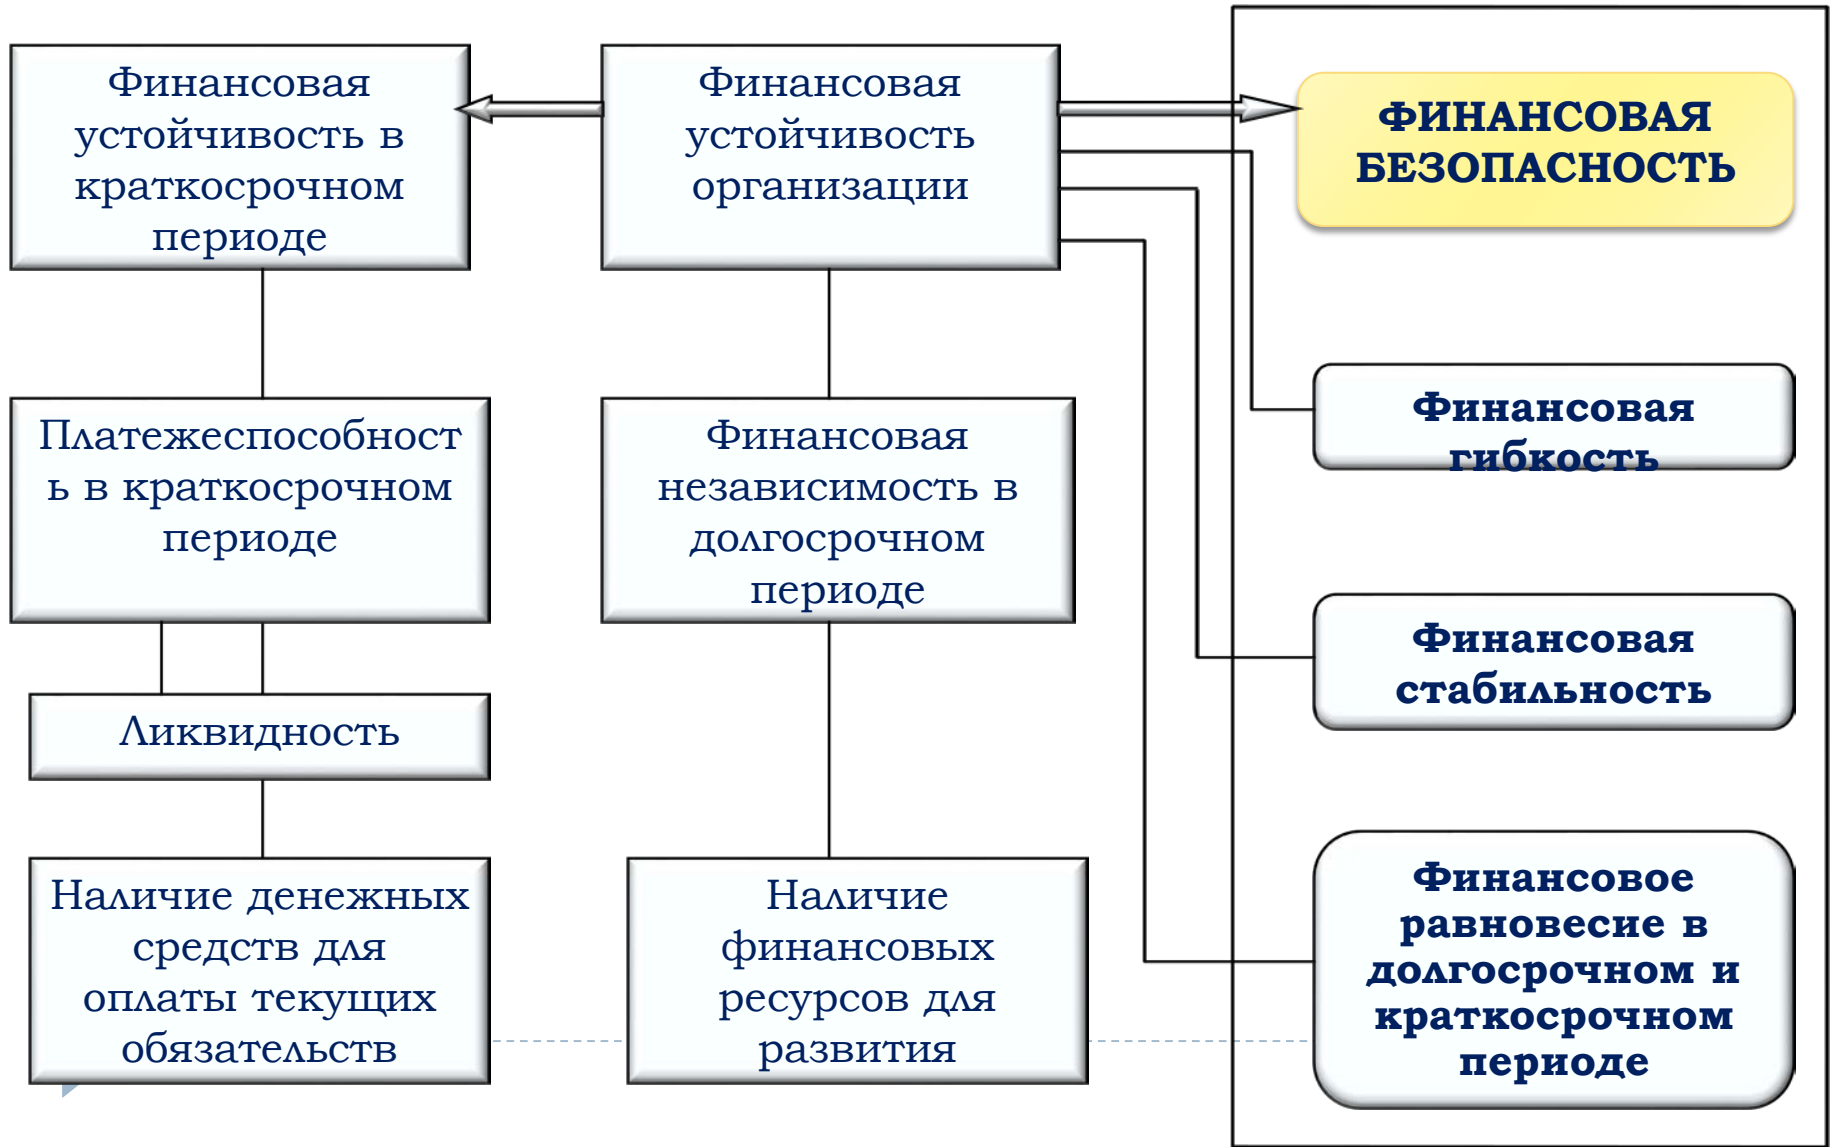 Финансовая
устойчивость в
краткосрочном
периоде
Финансовая
устойчивость
организации
ФИНАНСОВАЯ
БЕЗОПАСНОСТЬ
Платежеспособност
ь в краткосрочном
периоде
Финансовая
независимость в
долгосрочном
периоде
Финансовая
гибкость
Финансовая
стабильность
Ликвидность
Наличие денежных
средств для
оплаты текущих
обязательств
Наличие
финансовых
ресурсов для
развития
Финансовое
равновесие в
долгосрочном и
краткосрочном
периоде